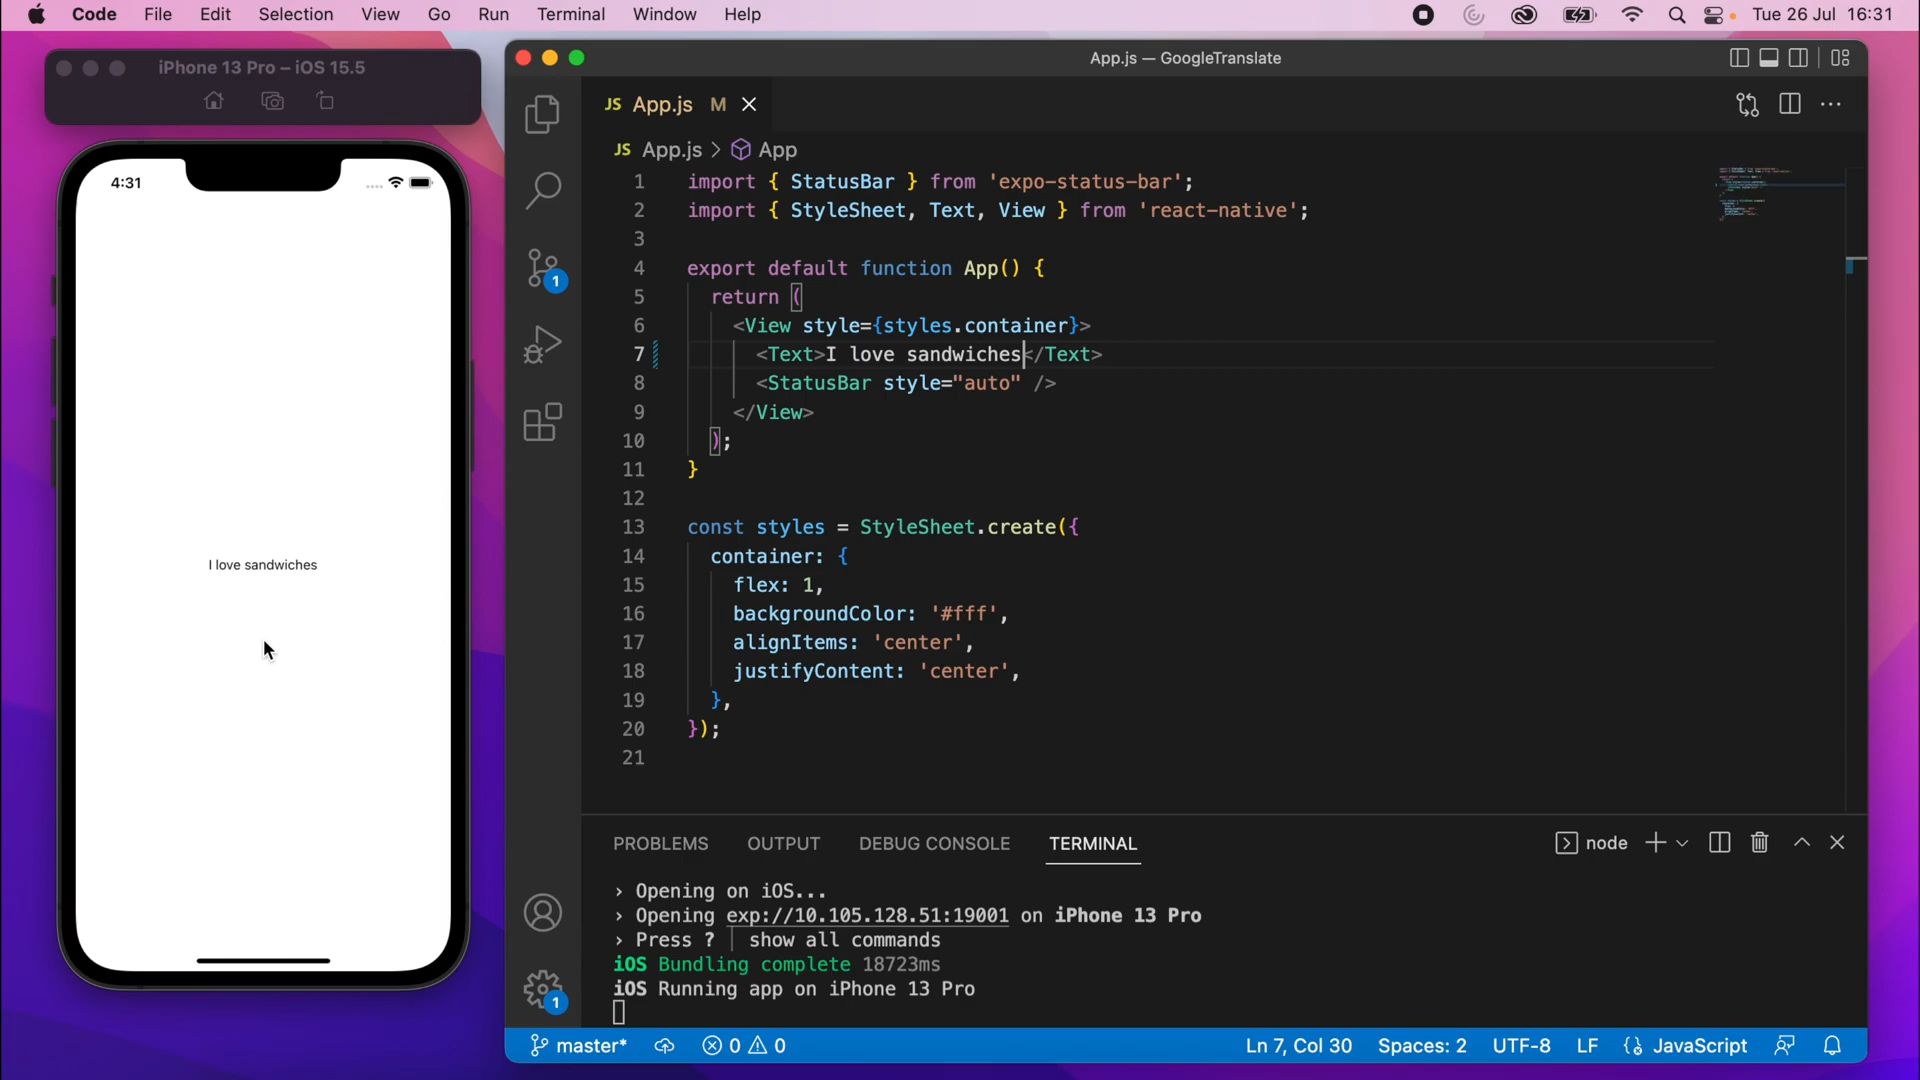 Code File Edit Selection View Go Run Terminal Window Help Tue 26 Jul 16:31
iPhone 13 Pro – iOS 15.5
4:31
I love sandwiches
App.js — GoogleTranslate
JS App.js M
JS App.js > App
1 import { StatusBar } from 'expo-status-bar';
2 import { StyleSheet, Text, View } from 'react-native';
3
4 export default function App() {
5 return (
6 <View style={styles.container}>
7 <Text>I love sandwiches</Text>
8 <StatusBar style="auto" />
9 </View>
10 );
11 }
12
13 const styles = StyleSheet.create({
14 container: {
15 flex: 1,
16 backgroundColor: '#fff',
17 alignItems: 'center',
18 justifyContent: 'center',
19 },
20 });
21
1
1
PROBLEMS OUTPUT DEBUG CONSOLE TERMINAL node
› Opening on iOS...
› Opening exp://10.105.128.51:19001 on iPhone 13 Pro
› Press ? │ show all commands
iOS Bundling complete 18723ms
iOS Running app on iPhone 13 Pro
master* 0 0 Ln 7, Col 30 Spaces: 2 UTF-8 LF JavaScript